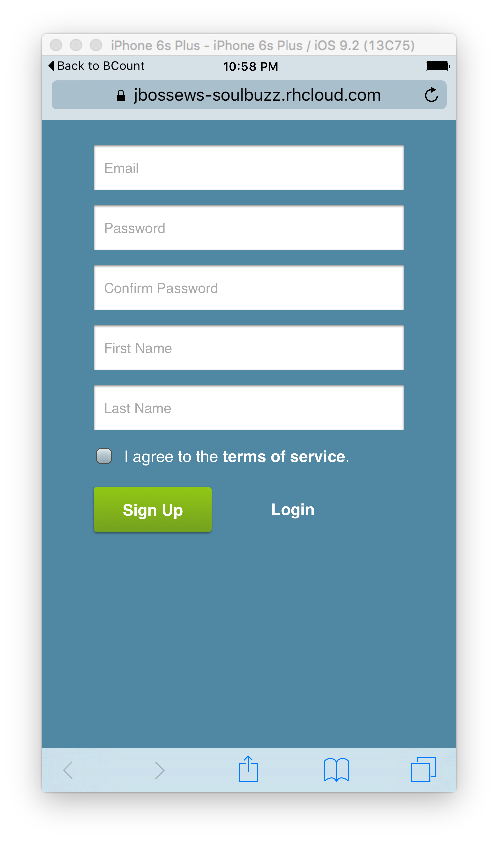 iPhone 6s Plus - iPhone 6s Plus / iOS 9.2 (13C75)
Back to BCount 10:58 PM
jbossews-soulbuzz.rhcloud.com
Email
Password
Confirm Password
First Name
Last Name
I agree to the terms of service.
Sign Up Login